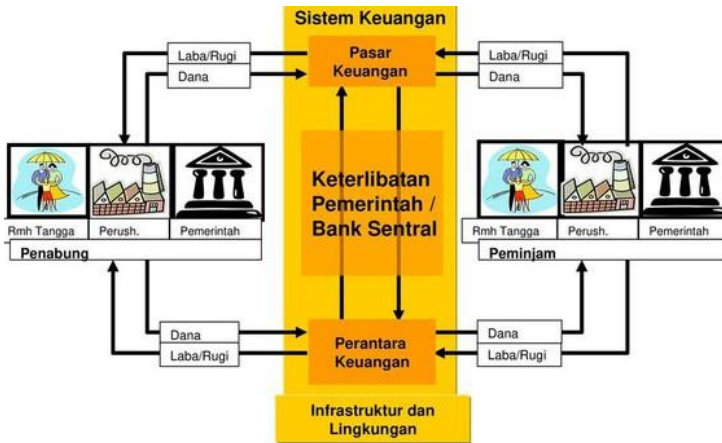 Sistem Keuangan
Laba/Rugi
Dana
Pasar
Keuangan
Laba/Rugi
Dana
Rmh Tangga
Perush.
Pemerintah
Penabung
Keterlibatan
Pemerintah /
Bank Sentral
Rmh Tangga
Perush.
Pemerintah
Peminjam
Dana
Laba/Rugi
Perantara
Keuangan
Dana
Laba/Rugi
Infrastruktur dan
Lingkungan